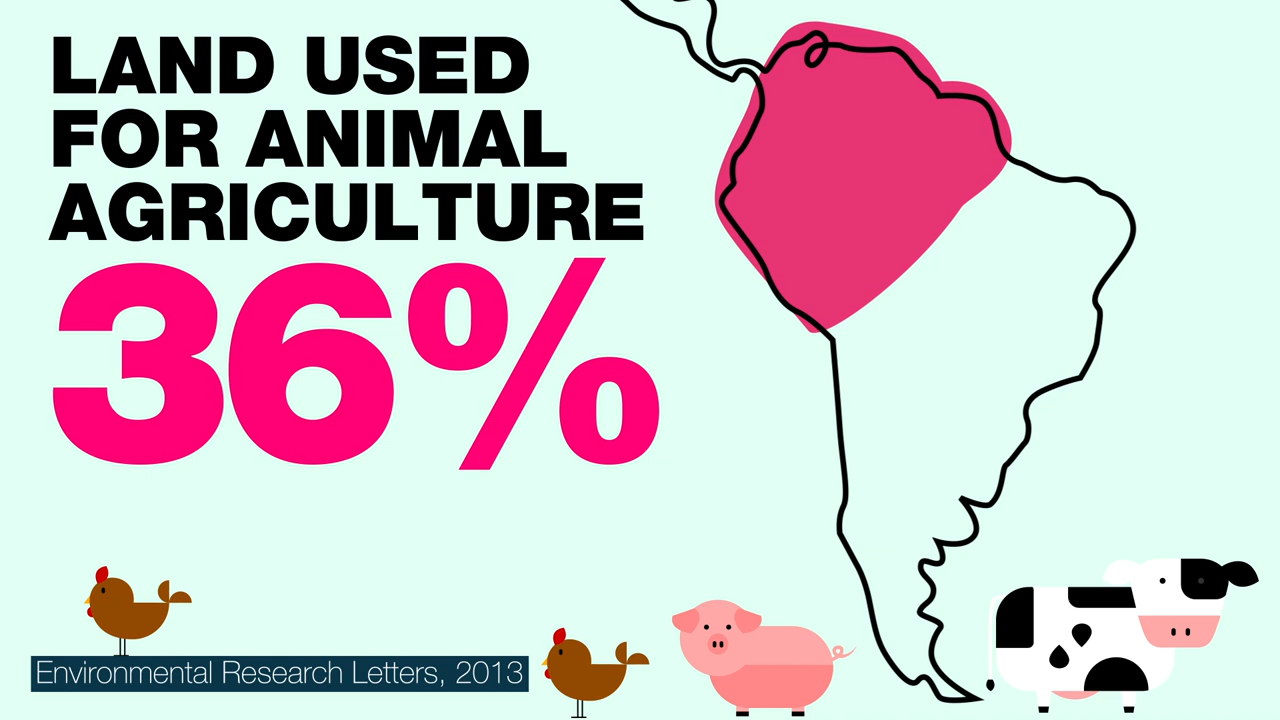 LAND USED
FOR ANIMAL
AGRICULTURE
36%
Environmental Research Letters, 2013